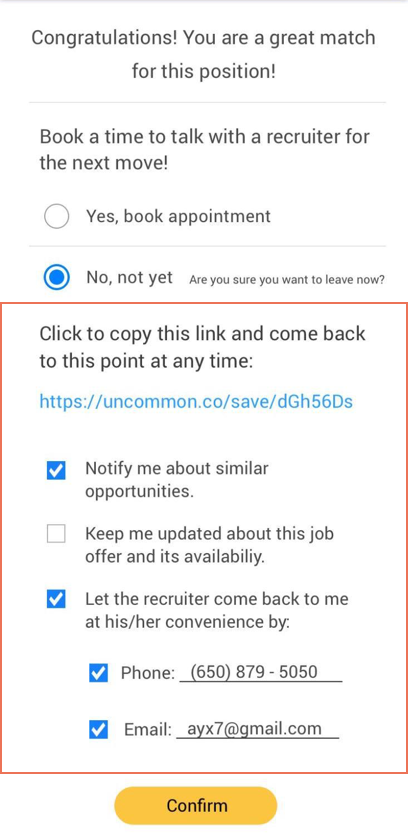 Congratulations! You are a great match
for this position!
Book a time to talk with a recruiter for
the next move!
Yes, book appointment
No, not yet Are you sure you want to leave now?
Click to copy this link and come back
to this point at any time:
https://uncommon.co/save/dGh56Ds
Notify me about similar
opportunities.
Keep me updated about this job
offer and its availabiliy.
Let the recruiter come back to me
at his/her convenience by:
Phone: (650) 879 - 5050
Email: ayx7@gmail.com
Confirm